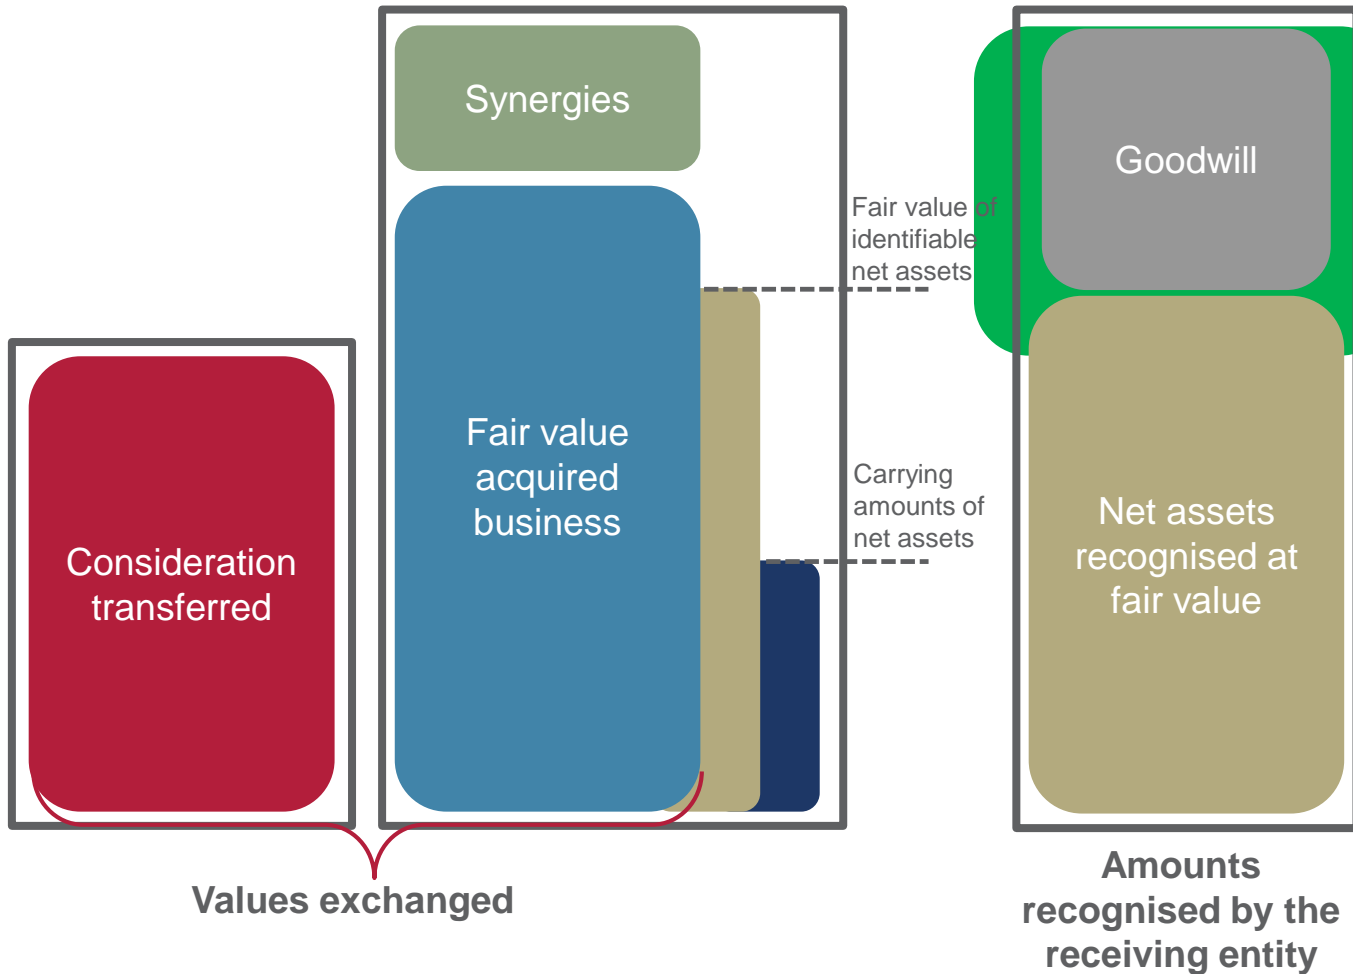 Synergies
Goodwill
Fair value of
identifiable
net assets
Fair value
acquired
business
Carrying
amounts of
net assets
Consideration
transferred
Net assets
recognised at
fair value
Values exchanged
Amounts
recognised by the
receiving entity